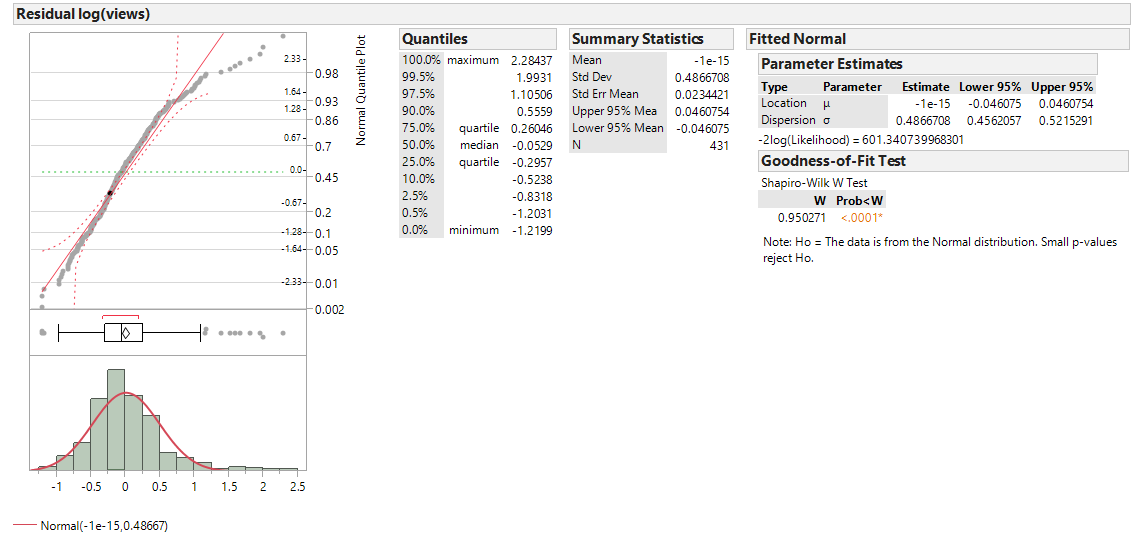 Residual log(views)
Normal Quantile Plot
2.33
1.64
1.28
0.67
0.0
-0.67
-1.28
-1.64
-2.33
0.98
0.93
0.86
0.7
0.45
0.2
0.1
0.05
0.01
0.002
-1 -0.5 0 0.5 1 1.5 2 2.5
Normal(-1e-15,0.48667)
Quantiles
100.0% maximum 2.28437
99.5% 1.9931
97.5% 1.10506
90.0% 0.5559
75.0% quartile 0.26046
50.0% median -0.0529
25.0% quartile -0.2957
10.0% -0.5238
2.5% -0.8318
0.5% -1.2031
0.0% minimum -1.2199
Summary Statistics
Mean -1e-15
Std Dev 0.4866708
Std Err Mean 0.0234421
Upper 95% Mea 0.0460754
Lower 95% Mean -0.046075
N 431
Fitted Normal
Parameter Estimates
Type Parameter Estimate Lower 95% Upper 95%
Location μ -1e-15 -0.046075 0.0460754
Dispersion σ 0.4866708 0.4562057 0.5215291
-2log(Likelihood) = 601.340739968301
Goodness-of-Fit Test
Shapiro-Wilk W Test
W Prob<W
0.950271 <.0001*
Note: Ho = The data is from the Normal distribution. Small p-values
reject Ho.